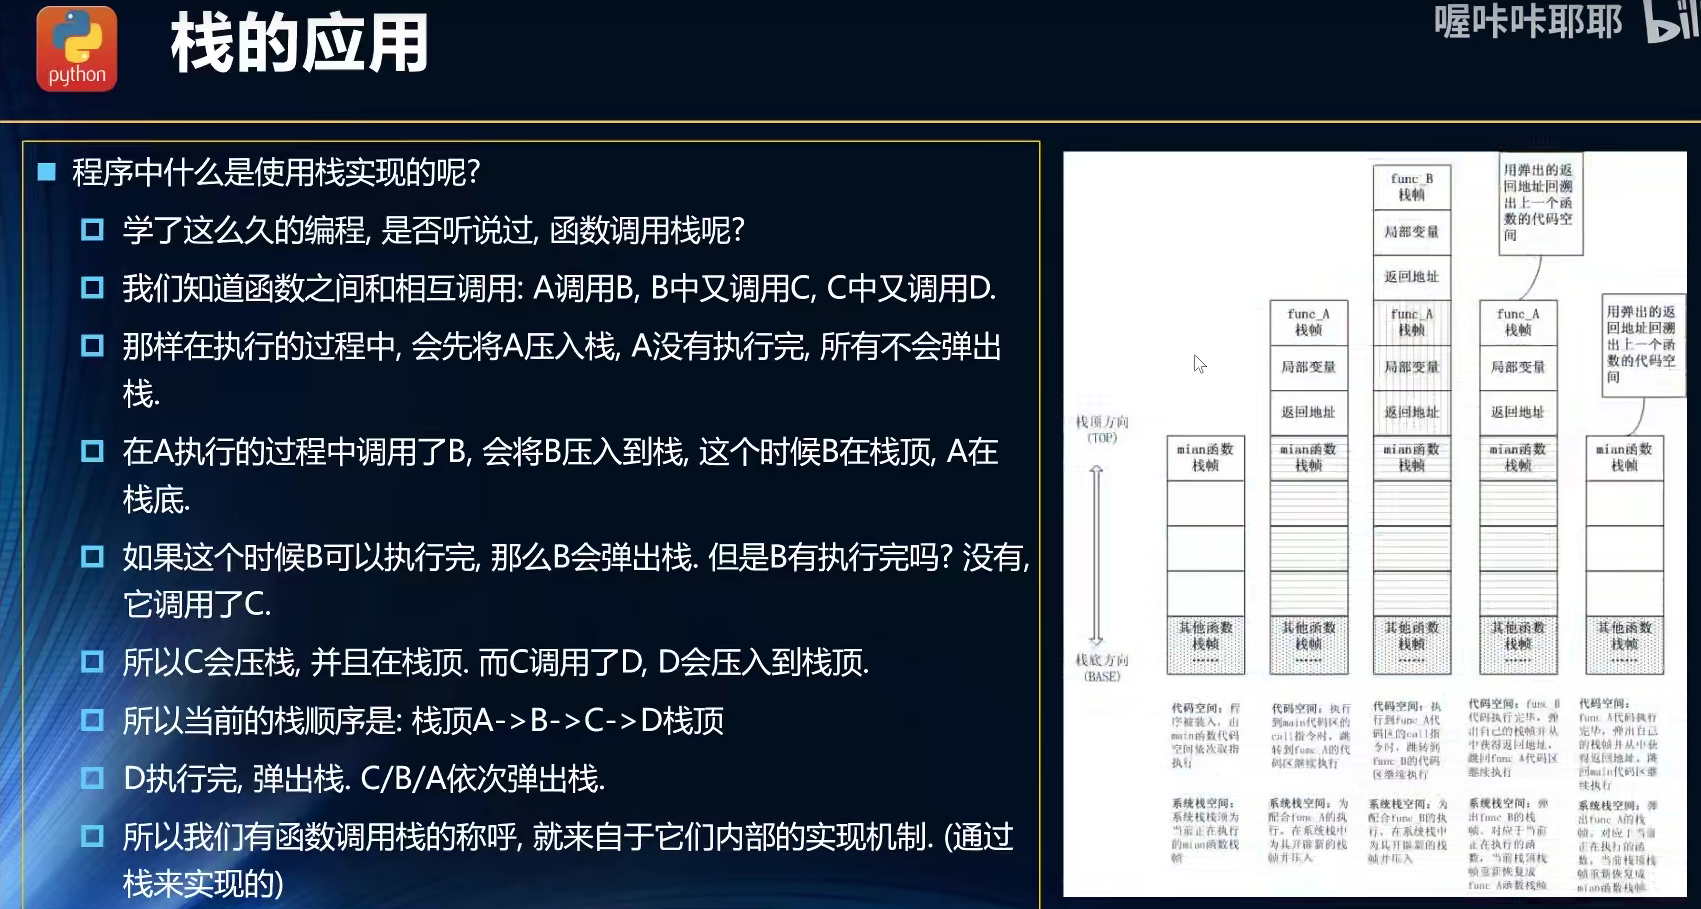 python
栈的应用
喔咔咔耶耶
bili
程序中什么是使用栈实现的呢?
学了这么久的编程, 是否听说过, 函数调用栈呢?
我们知道函数之间和相互调用: A调用B, B中又调用C, C中又调用D.
那样在执行的过程中, 会先将A压入栈, A没有执行完, 所有不会弹出
栈.
在A执行的过程中调用了B, 会将B压入到栈, 这个时候B在栈顶, A在
栈底.
如果这个时候B可以执行完, 那么B会弹出栈. 但是B有执行完吗? 没有,
它调用了C.
所以C会压栈, 并且在栈顶. 而C调用了D, D会压入到栈顶.
所以当前的栈顺序是: 栈顶A->B->C->D栈顶
D执行完, 弹出栈. C/B/A依次弹出栈.
所以我们有函数调用栈的称呼, 就来自于它们内部的实现机制. (通过
栈来实现的)
栈顶方向
(TOP)
栈底方向
(BASE)
mian函数
栈帧
其他函数
栈帧
......
func_A
栈帧
局部变量
返回地址
mian函数
栈帧
其他函数
栈帧
......
func_B
栈帧
局部变量
返回地址
func_A
栈帧
局部变量
返回地址
mian函数
栈帧
其他函数
栈帧
......
用弹出的返
回地址回溯
出上一个函
数的代码空
间
func_A
栈帧
局部变量
返回地址
mian函数
栈帧
其他函数
栈帧
......
用弹出的返
回地址回溯
出上一个函
数的代码空
间
mian函数
栈帧
其他函数
栈帧
......
代码空间: 程
序被装入, 由
main函数代码
空间依次取指
执行
系统栈空间:
系统栈栈顶为
当前正在执行
的mian函数栈
帧
代码空间: 执行
到main代码区的
call指令时, 跳
转到func_A的代
码区继续执行
系统栈空间: 为
配合func_A的执
行, 在系统栈中
为其开辟新的栈
帧并压入
代码空间: 执
行到func_A代
码区的call指
令时, 跳转到
func_B的代码
区继续执行
系统栈空间: 为
配合func_B的执
行, 在系统栈中
为其开辟新的栈
帧并压入
代码空间: func_B
代码执行完毕, 弹
出自己的栈帧并从
中获得返回地址,
跳回func_A代码区
继续执行
系统栈空间: 弹
出func_B的栈
帧, 对应于当前
正在执行的函
数, 当前栈顶栈
帧重新恢复成
func_A函数栈帧
代码空间:
func_A代码执行
完毕, 弹出自己
的栈帧并从中获
得返回地址, 跳
回main代码区继
续执行
系统栈空间: 弹
出func_A的栈
帧, 对应于当前
正在执行的函
数, 当前栈顶栈
帧重新恢复成
mian函数栈帧